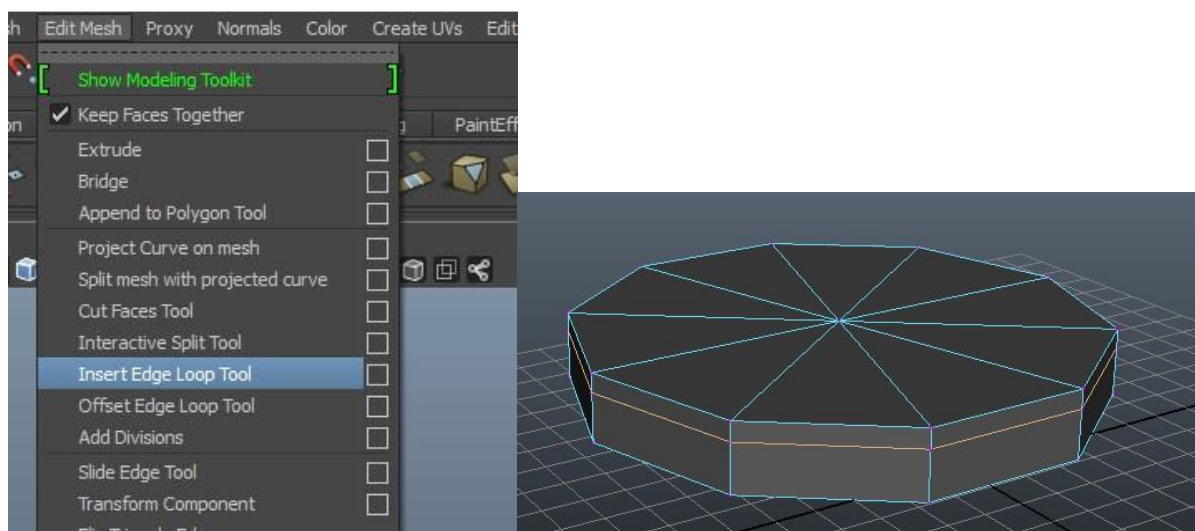 sh Edit Mesh Proxy Normals Color Create UVs Edit
Show Modeling Toolkit
Keep Faces Together
on g PaintEff
Extrude
Bridge
Append to Polygon Tool
Project Curve on mesh
Split mesh with projected curve
Cut Faces Tool
Interactive Split Tool
Insert Edge Loop Tool
Offset Edge Loop Tool
Add Divisions
Slide Edge Tool
Transform Component